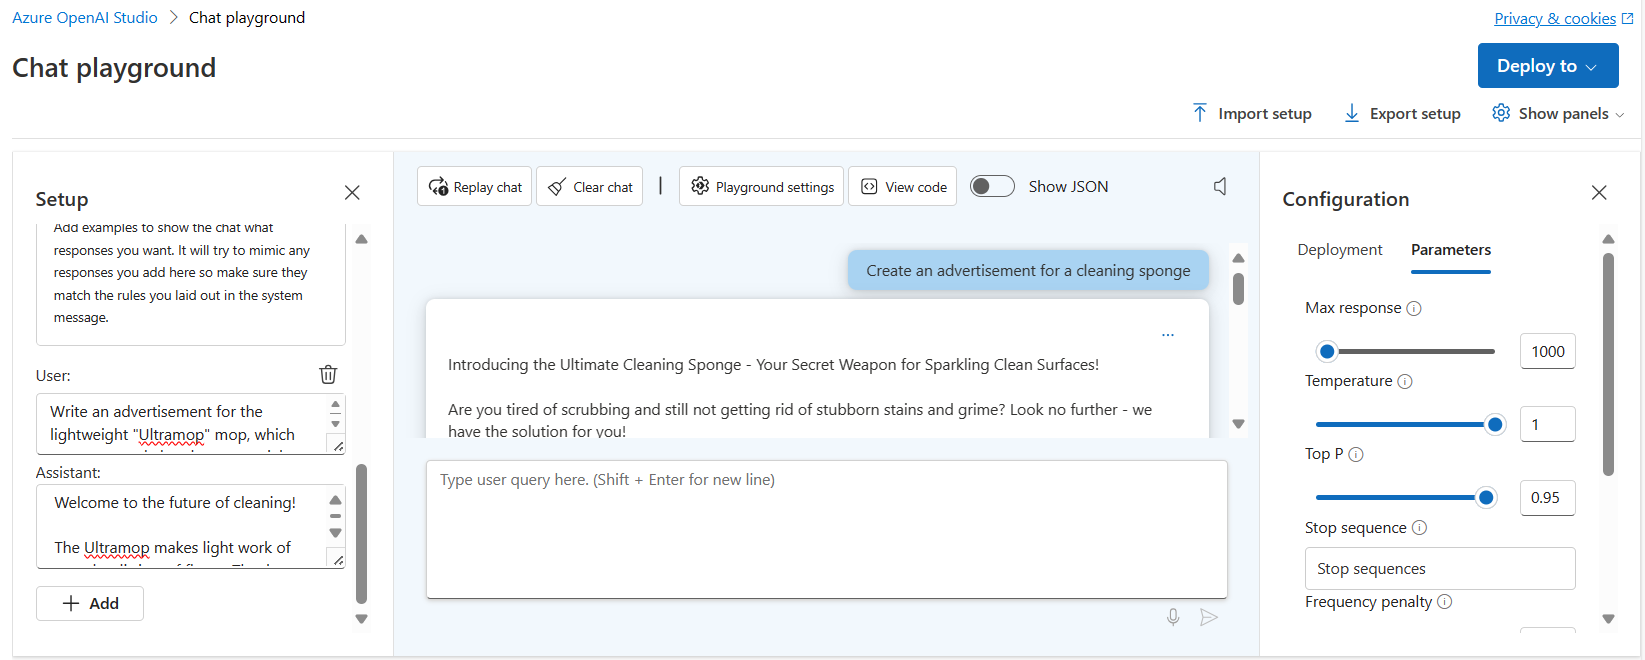 Azure OpenAI Studio > Chat playground
Privacy & cookies
Chat playground
Deploy to
Import setup
Export setup
Show panels
Setup
Add examples to show the chat what
responses you want. It will try to mimic any
responses you add here so make sure they
match the rules you laid out in the system
message.
User:
Write an advertisement for the
lightweight "Ultramop" mop, which
Assistant:
Welcome to the future of cleaning!
The Ultramop makes light work of
Add
Replay chat
Clear chat
Playground settings
View code
Show JSON
Create an advertisement for a cleaning sponge
...
Introducing the Ultimate Cleaning Sponge - Your Secret Weapon for Sparkling Clean Surfaces!
Are you tired of scrubbing and still not getting rid of stubborn stains and grime? Look no further - we
have the solution for you!
Type user query here. (Shift + Enter for new line)
Configuration
Deployment
Parameters
Max response
1000
Temperature
1
Top P
0.95
Stop sequence
Stop sequences
Frequency penalty